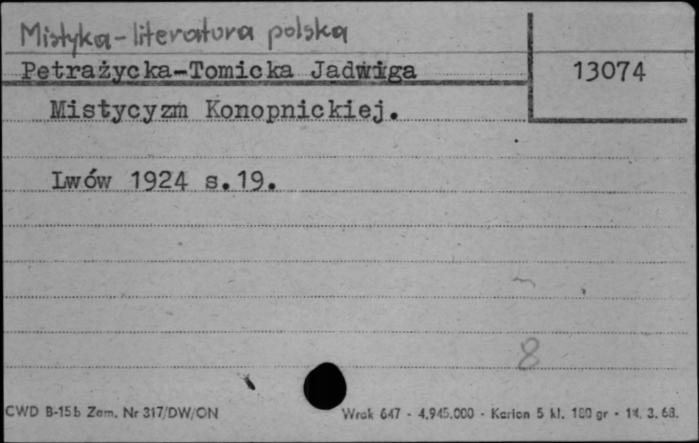 Mistyka-literatura polska
Petrażycka-Tomicka Jadwiga
13074
Mistycyzm Konopnickiej.
Lwów 1924 s.19.
8
CWD B-15b Zam. Nr 317/DW/ON
Wrak 647 - 4.945.000 - Karton 5 kl. 180 gr - 14. 3. 68.